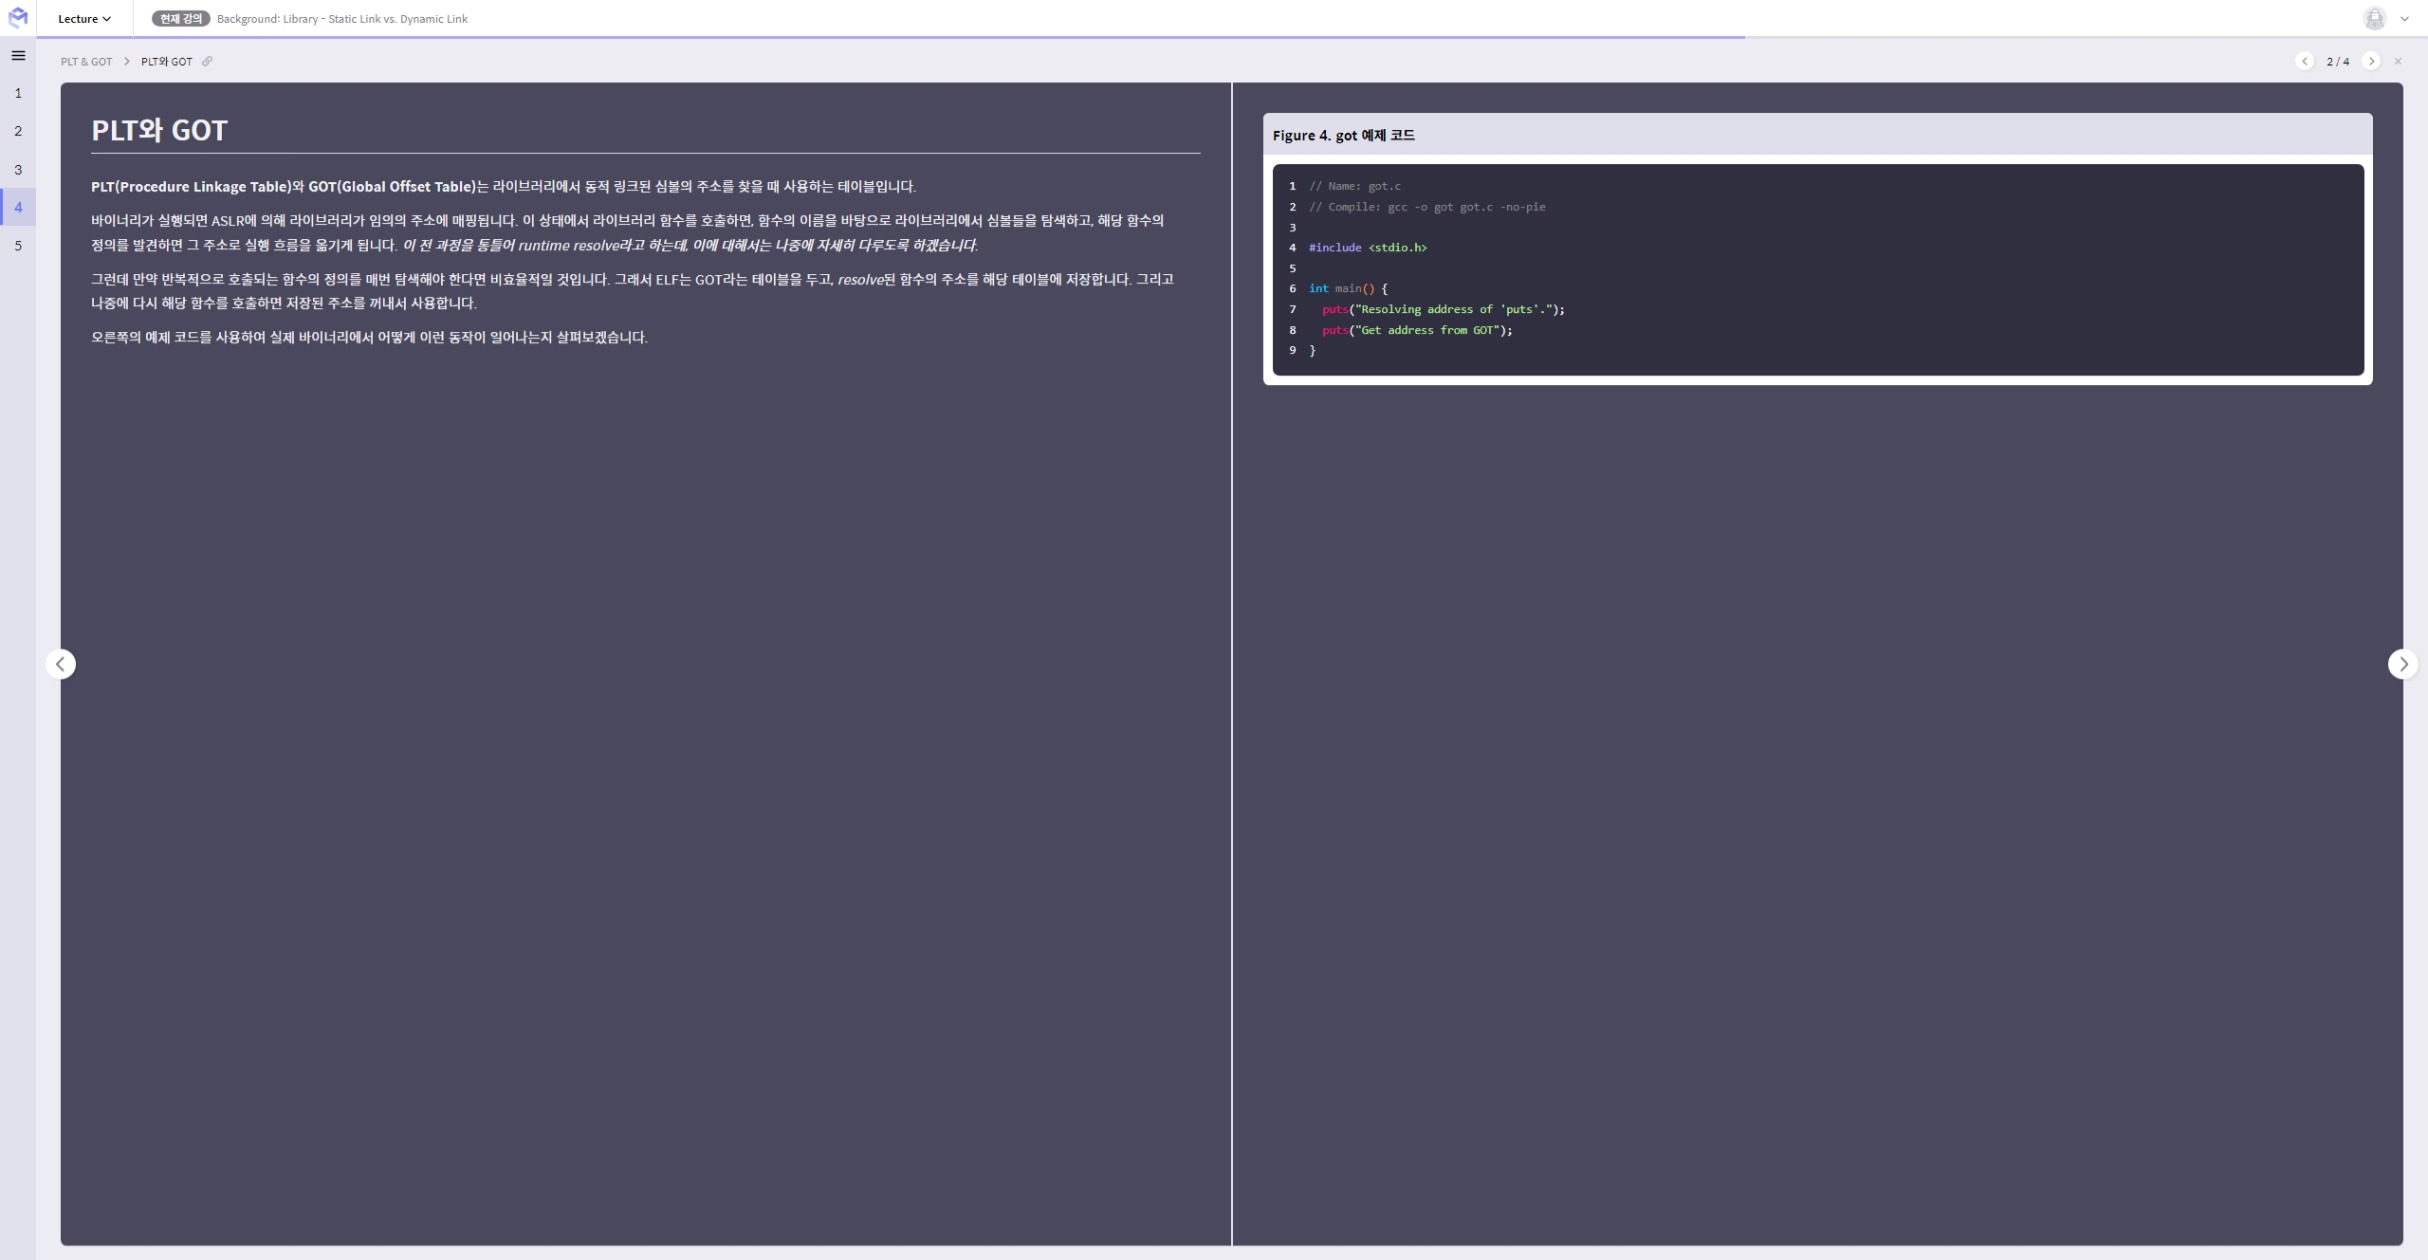 Lecture
현재 강의 Background: Library - Static Link vs. Dynamic Link
PLT & GOT > PLT와 GOT
2 / 4
1
2
3
4
5
PLT와 GOT
PLT(Procedure Linkage Table)와 GOT(Global Offset Table)는 라이브러리에서 동적 링크된 심볼의 주소를 찾을 때 사용하는 테이블입니다.
바이너리가 실행되면 ASLR에 의해 라이브러리가 임의의 주소에 매핑됩니다. 이 상태에서 라이브러리 함수를 호출하면, 함수의 이름을 바탕으로 라이브러리에서 심볼들을 탐색하고, 해당 함수의
정의를 발견하면 그 주소로 실행 흐름을 옮기게 됩니다. 이 전 과정을 통틀어 runtime resolve라고 하는데, 이에 대해서는 나중에 자세히 다루도록 하겠습니다.
그런데 만약 반복적으로 호출되는 함수의 정의를 매번 탐색해야 한다면 비효율적일 것입니다. 그래서 ELF는 GOT라는 테이블을 두고, resolve된 함수의 주소를 해당 테이블에 저장합니다. 그리고
나중에 다시 해당 함수를 호출하면 저장된 주소를 꺼내서 사용합니다.
오른쪽의 예제 코드를 사용하여 실제 바이너리에서 어떻게 이런 동작이 일어나는지 살펴보겠습니다.
Figure 4. got 예제 코드
1 // Name: got.c
2 // Compile: gcc -o got got.c -no-pie
3
4 #include <stdio.h>
5
6 int main() {
7   puts("Resolving address of 'puts'.");
8   puts("Get address from GOT");
9 }